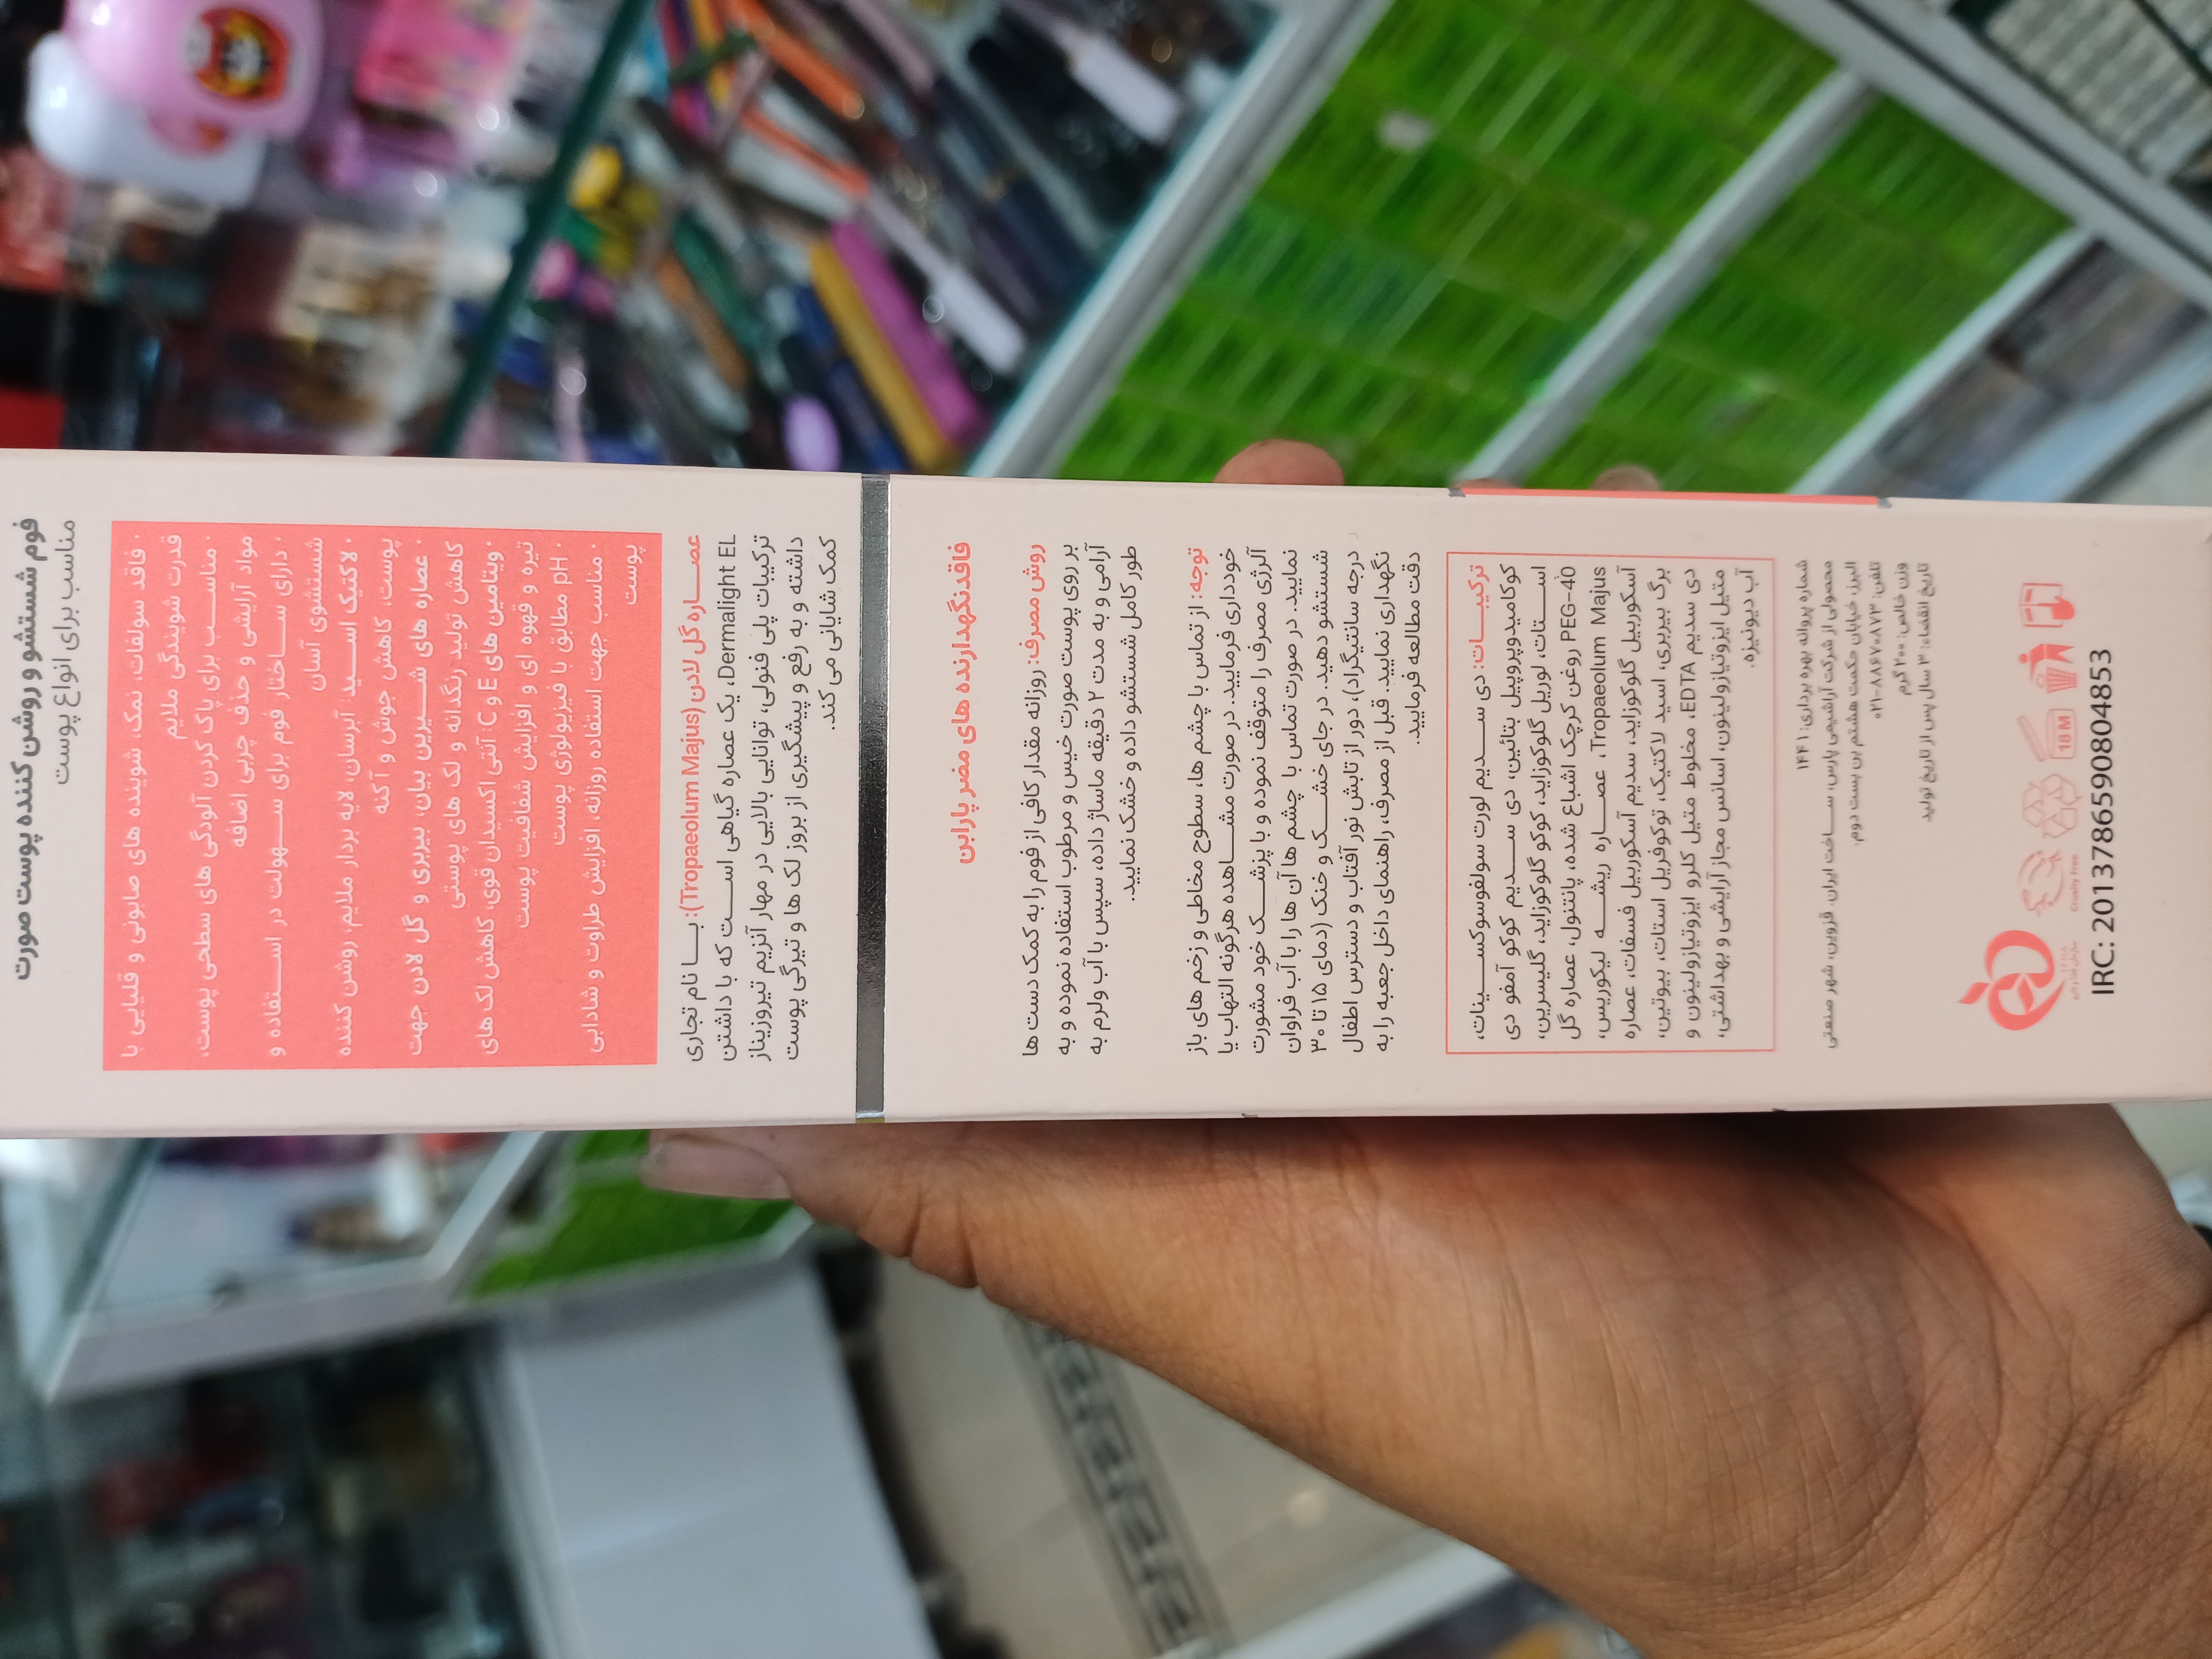 فوم شستشو و روشن کننده پوست صورت
مناسب برای انواع پوست
· فاقد سولفات، نمک، شوینده های صابونی و قلیایی با
قدرت شویندگی ملایم
· مناسب برای پاک کردن آلودگی های سطحی پوست،
مواد آرایشی و حذف چربی اضافه
· دارای ساختار فوم برای سهولت در استفاده و
شستشوی آسان
· لاکتیک اسید: آبرسان، لایه بردار ملایم، روشن کننده
پوست، کاهش جوش و آکنه
· عصاره های شیرین بیان، بیربری و گل لادن جهت
کاهش تولید رنگدانه و لک های پوستی
· ویتامین های E و C: آنتی اکسیدان قوی، کاهش لک های
تیره و قهوه ای و افزایش شفافیت پوست
· pH مطابق با فیزیولوژی پوست
· مناسب جهت استفاده روزانه، افزایش طراوت و شادابی
پوست
عصاره گل لادن (Tropaeolum Majus): با نام تجاری
Dermalight EL، یک عصاره گیاهی است که با داشتن
ترکیبات پلی فنولی، توانایی بالایی در مهار آنزیم تیروزیناز
داشته و به رفع و پیشگیری از بروز لک ها و تیرگی پوست
کمک شایانی می کند.
فاقد نگهدارنده های مضر پارابن
روش مصرف: روزانه مقدار کافی از فوم را به کمک دست ها
بر روی پوست صورت خیس و مرطوب استفاده نموده و به
آرامی و به مدت ۲ دقیقه ماساژ داده، سپس با آب ولرم به
طور کامل شستشو داده و خشک نمایید.
توجه: از تماس با چشم ها، سطوح مخاطی و زخم های باز
خودداری فرمایید. در صورت مشاهده هرگونه التهاب یا
آلرژی مصرف را متوقف نموده و با پزشک خود مشورت
نمایید. در صورت تماس با چشم ها آن ها را با آب فراوان
شستشو دهید. در جای خشک و خنک (دمای ۱۵ تا ۳۰
درجه سانتیگراد)، دور از تابش نور آفتاب و دسترس اطفال
نگهداری نمایید. قبل از مصرف، راهنمای داخل جعبه را به
دقت مطالعه فرمایید.
ترکیبات: دی سدیم لورت سولفوسوکسینات،
کوکامیدوپروپیل بتائین، دی سدیم کوکو آمفو دی
استات، لوریل گلوکوزاید، کوکو گلوکوزاید، گلیسرین،
PEG-40 روغن کرچک اشباع شده، پانتنول، عصاره گل
Tropaeolum Majus، عصاره ریشه لیکوریس،
آسکوربیل گلوکوزاید، سدیم آسکوربیل فسفات، عصاره
برگ بیربری، اسید لاکتیک، توکوفریل استات، بیوتین،
دی سدیم EDTA، مخلوط متیل کلرو ایزوتیازولینون و
متیل ایزوتیازولینون، اسانس مجاز آرایشی و بهداشتی،
آب دیونیزه.
شماره پروانه بهره برداری: ۱۴۴۱
محصولی از شرکت آراشیمی پارس، ساخت ایران. قزوین، شهر صنعتی
البرز، خیابان حکمت هشتم بن بست دوم.
تلفن: ۸۸۶۷۰۸۷۳-۰۲۱
وزن خالص: ۲۰۰ گرم
تاریخ انقضاء: ۳ سال پس از تاریخ تولید
Cruelty Free
18 M
سازمان غذا و دارو
IRC: 2013786598084853